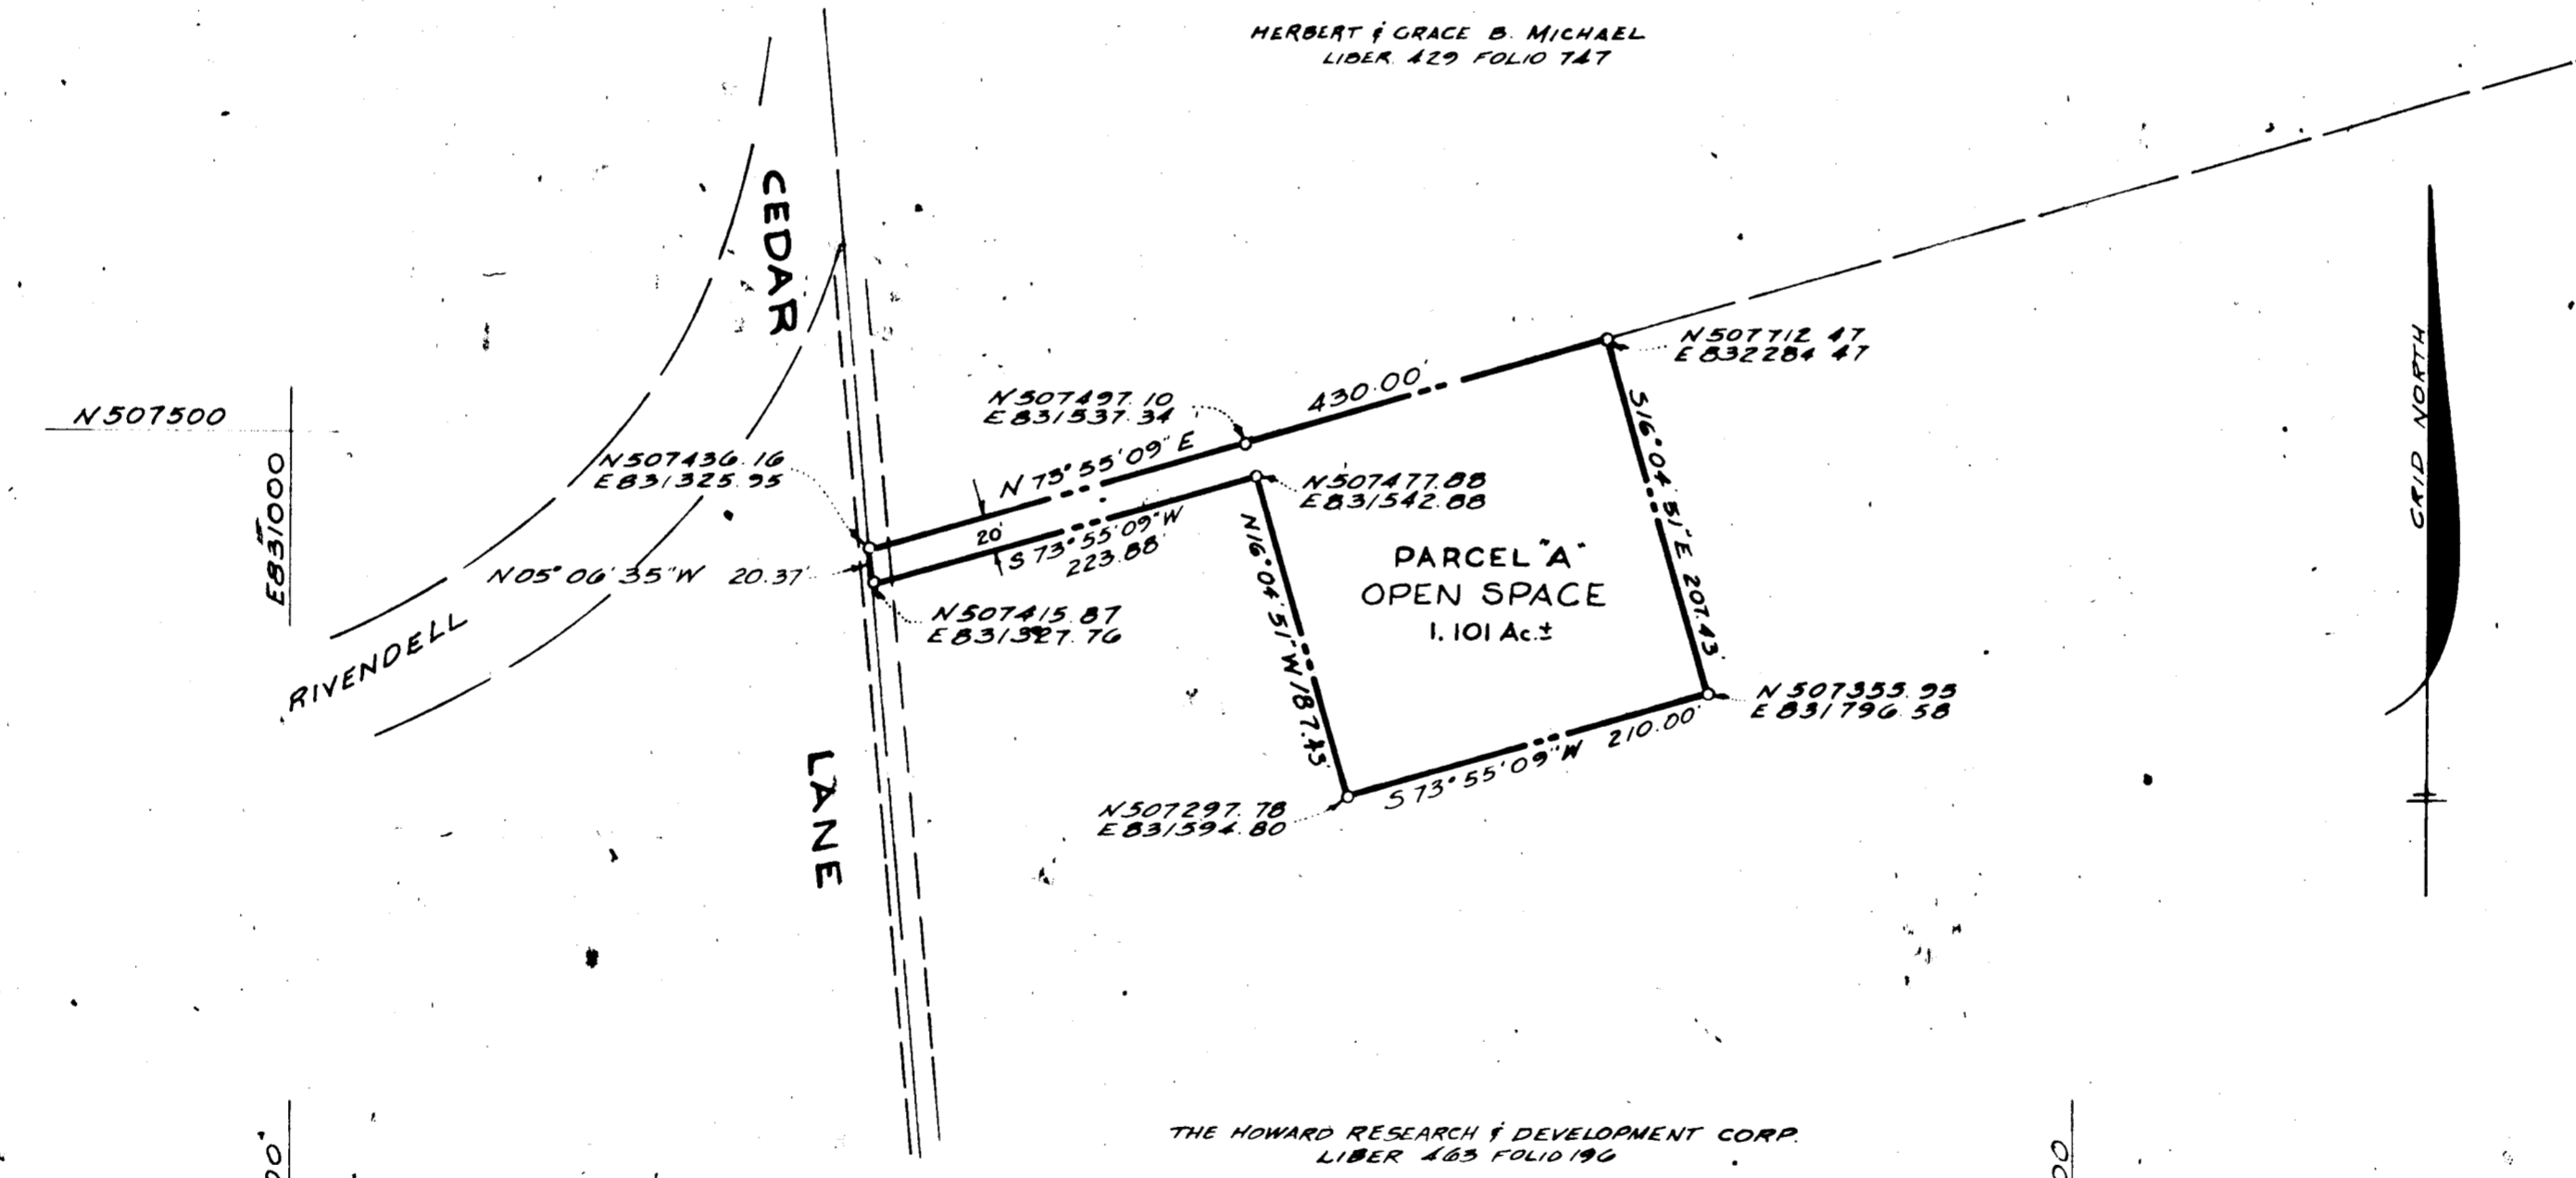 HERBERT & GRACE B. MICHAEL
LIBER 429 FOLIO 747
CEDAR
LANE
RIVENDELL
N507500
E831000
N507436.16
E831325.95
N05°06'35"W 20.37'
N507415.87
E831327.76
N507497.10
E831537.34
N 73°55'09" E
430.00'
20'
S 73°55'09" W
223.88'
N507477.88
E831542.88
N16°04'51"W 187.43'
N507712.47
E832284.47
S16°04'51"E 207.43'
PARCEL "A"
OPEN SPACE
1.101 Ac.±
N507355.95
E831796.58
S73°55'09"W 210.00'
N507297.78
E831594.80
GRID NORTH
THE HOWARD RESEARCH & DEVELOPMENT CORP.
LIBER 463 FOLIO 196